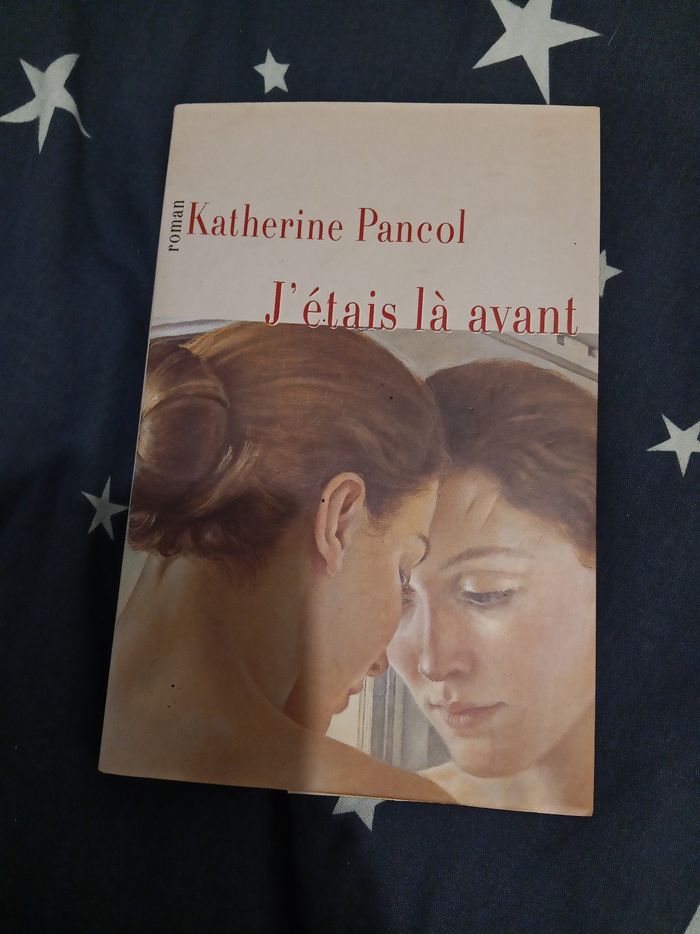 roman
Katherine Pancol
J'étais là avant